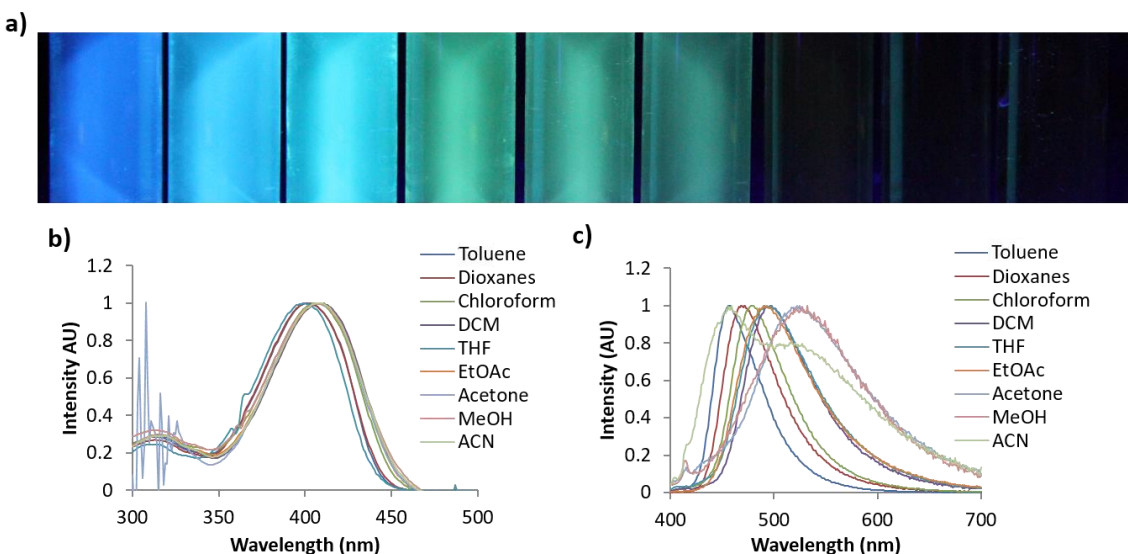 a)
b)
1.2
1
0.8
0.6
0.4
0.2
0
300
350
400
450
500
Intensity AU)
Wavelength (nm)
Toluene
Dioxanes
Chloroform
DCM
THF
EtOAc
Acetone
MeOH
ACN
c)
1.2
1
0.8
0.6
0.4
0.2
0
400
500
600
700
Intensity (AU)
Wavelength (nm)
Toluene
Dioxanes
Chloroform
DCM
THF
EtOAc
Acetone
MeOH
ACN